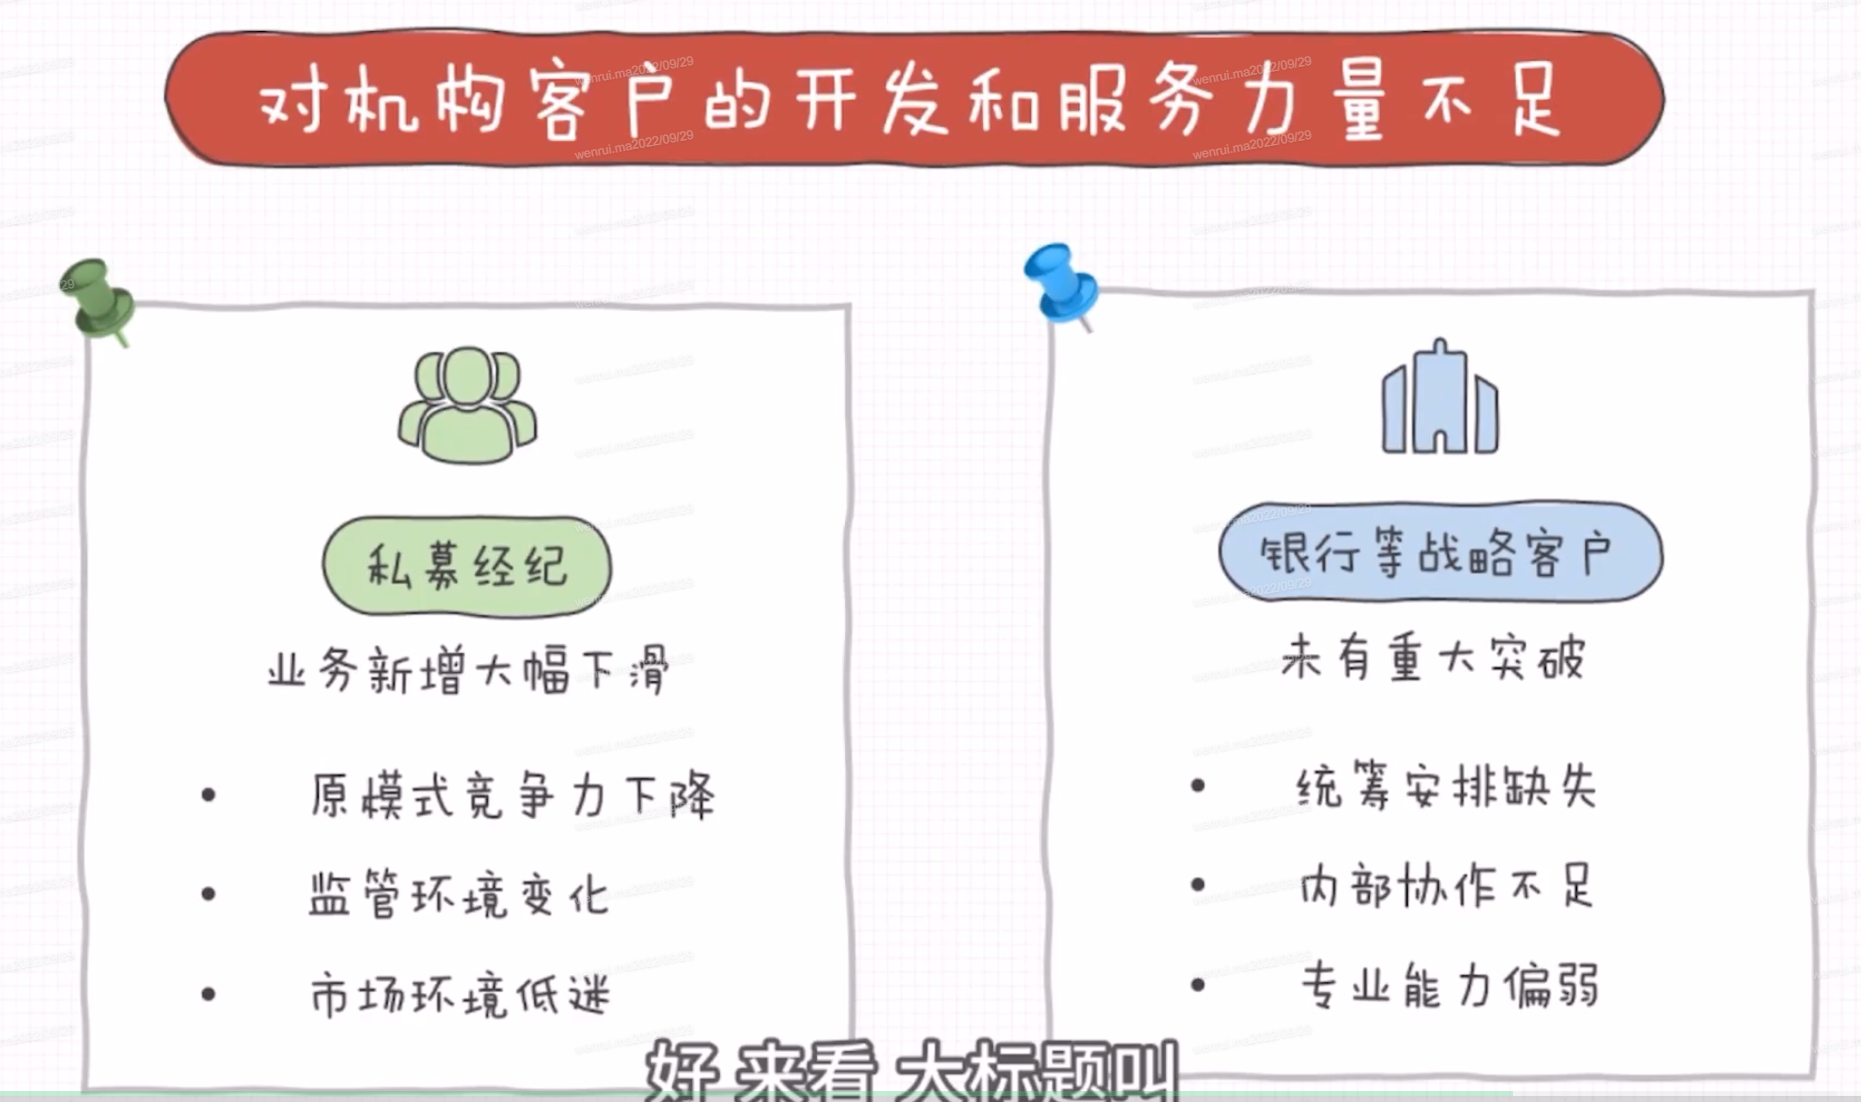 对机构客户的开发和服务力量不足
私募经纪
业务新增大幅下滑
• 原模式竞争力下降
• 监管环境变化
• 市场环境低迷
银行等战略客户
未有重大突破
• 统筹安排缺失
• 内部协作不足
• 专业能力偏弱
好 来看 大标题叫
wenrui.ma2022/09/29